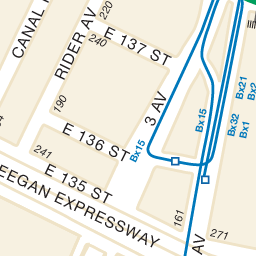 CANAL
RIDER AV
220
240
E 137 ST
190
3 AV
Bx15
Bx15
Bx21
Bx2
Bx32
Bx1
E 136 ST
241
E 135 ST
EEGAN EXPRESSWAY
161
271
AV